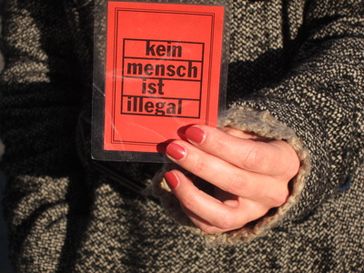 kein
mensch
ist
illegal